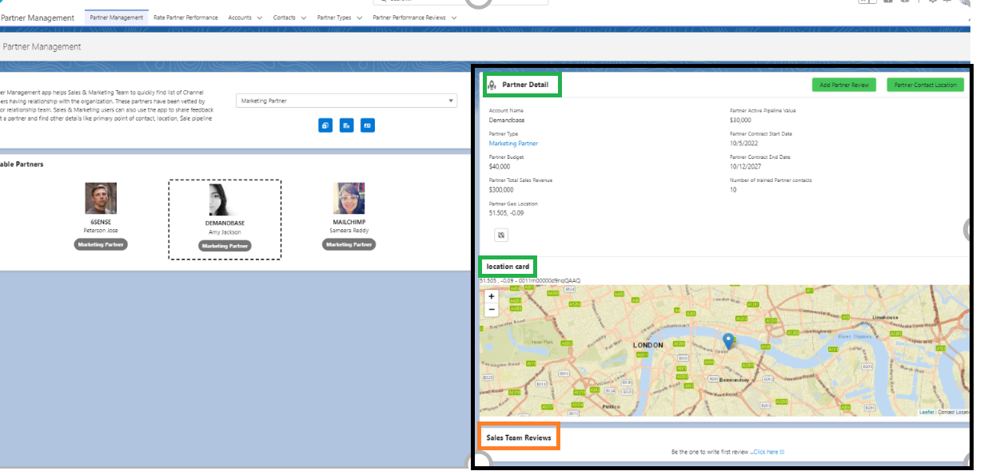 Partner Management
Partner Management
Rate Partner Performance
Accounts
Contacts
Partner Types
Partner Performance Reviews
Partner Management
er Management app helps Sales & Marketing Team to quickly find list of Channel
ers having relationship with the organization. These partners have been vetted by
or relationship team. Sales & Marketing users can also use the app to share feedback
t a partner and find other details like primary point of contact, location, Sale pipeline
Marketing Partner
able Partners
6SENSE
Peterson Jose
Marketing Partner
DEMANDBASE
Amy Jackson
Marketing Partner
MAILCHIMP
Sameera Reddy
Marketing Partner
Partner Detail
Add Partner Review
Partner Contact Location
Account Name
Demandbase
Partner Type
Marketing Partner
Partner Budget
$40,000
Partner Total Sales Revenue
$300,000
Partner Geo Location
51.505, -0.09
Partner Active Pipeline Value
$30,000
Partner Contract Start Date
10/5/2022
Partner Contract End Date
10/12/2027
Number of trained Partner contacts
10
location card
51.505 , -0.09 - 0011m00000d9nqQAAQ
+
−
LONDON
Limehouse
River Thames
Commercial Road
Hyde Park
Pall Mall
Bermondsey
Pimlico
Leaflet | Contact Locati
Sales Team Reviews
Be the one to write first review ...Click here !!!